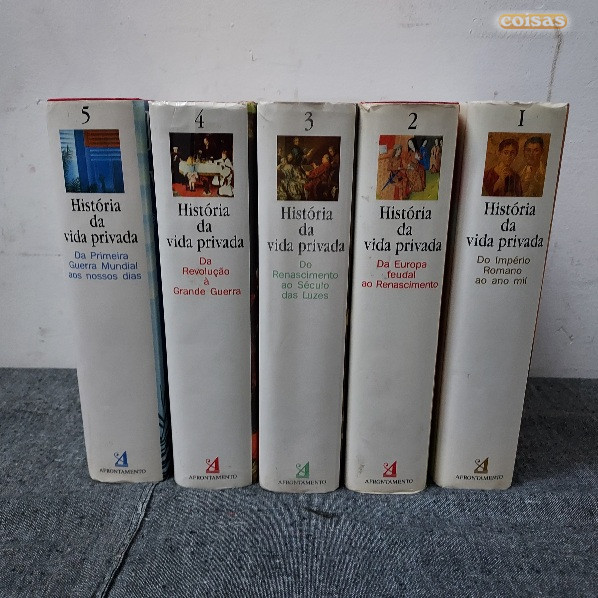 coisas
5
História
da
vida privada
Da Primeira
Guerra Mundial
aos nossos dias
A
AFRONTAMENTO
4
História
da
vida privada
Da
Revolução
à
Grande Guerra
A
AFRONTAMENTO
3
História
da
vida privada
Do
Renascimento
ao Século
das Luzes
A
AFRONTAMENTO
2
História
da
vida privada
Da Europa
feudal
ao Renascimento
A
AFRONTAMENTO
1
História
da
vida privada
Do Império
Romano
ao ano mil
A
AFRONTAMENTO